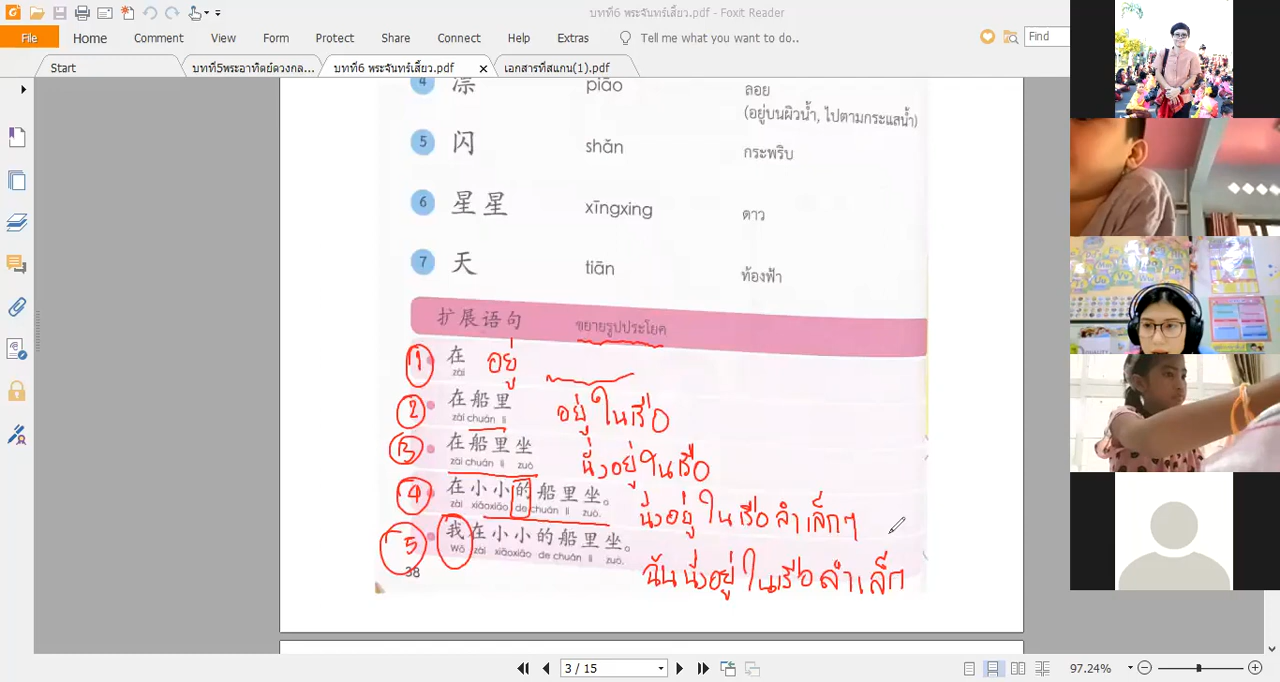 บทที่6 พระจันทร์เสี้ยว.pdf - Foxit Reader
File Home Comment View Form Protect Share Connect Help Extras Tell me what you want to do.. Find
Start บทที่5พระอาทิตย์ดวงกล... บทที่6 พระจันทร์เสี้ยว.pdf เอกสารที่สแกน(1).pdf
4 漂 piāo ลอย
(อยู่บนผิวน้ำ, ไปตามกระแสน้ำ)
5 闪 shǎn กระพริบ
6 星星 xīngxing ดาว
7 天 tiān ท้องฟ้า
扩展语句 ขยายรูปประโยค
1 在 อยู่
zài
2 在船里 อยู่ในเรือ
zài chuán li
3 在船里坐 นั่งอยู่ในเรือ
zài chuán li zuò
4 在小小的船里坐。 นั่งอยู่ในเรือลำเล็กๆ
zài xiǎoxiǎo de chuán li zuò.
5 我在小小的船里坐。 ฉันนั่งอยู่ในเรือลำเล็กๆ
wǒ zài xiǎoxiǎo de chuán li zuò.
38
3 / 15 97.24%